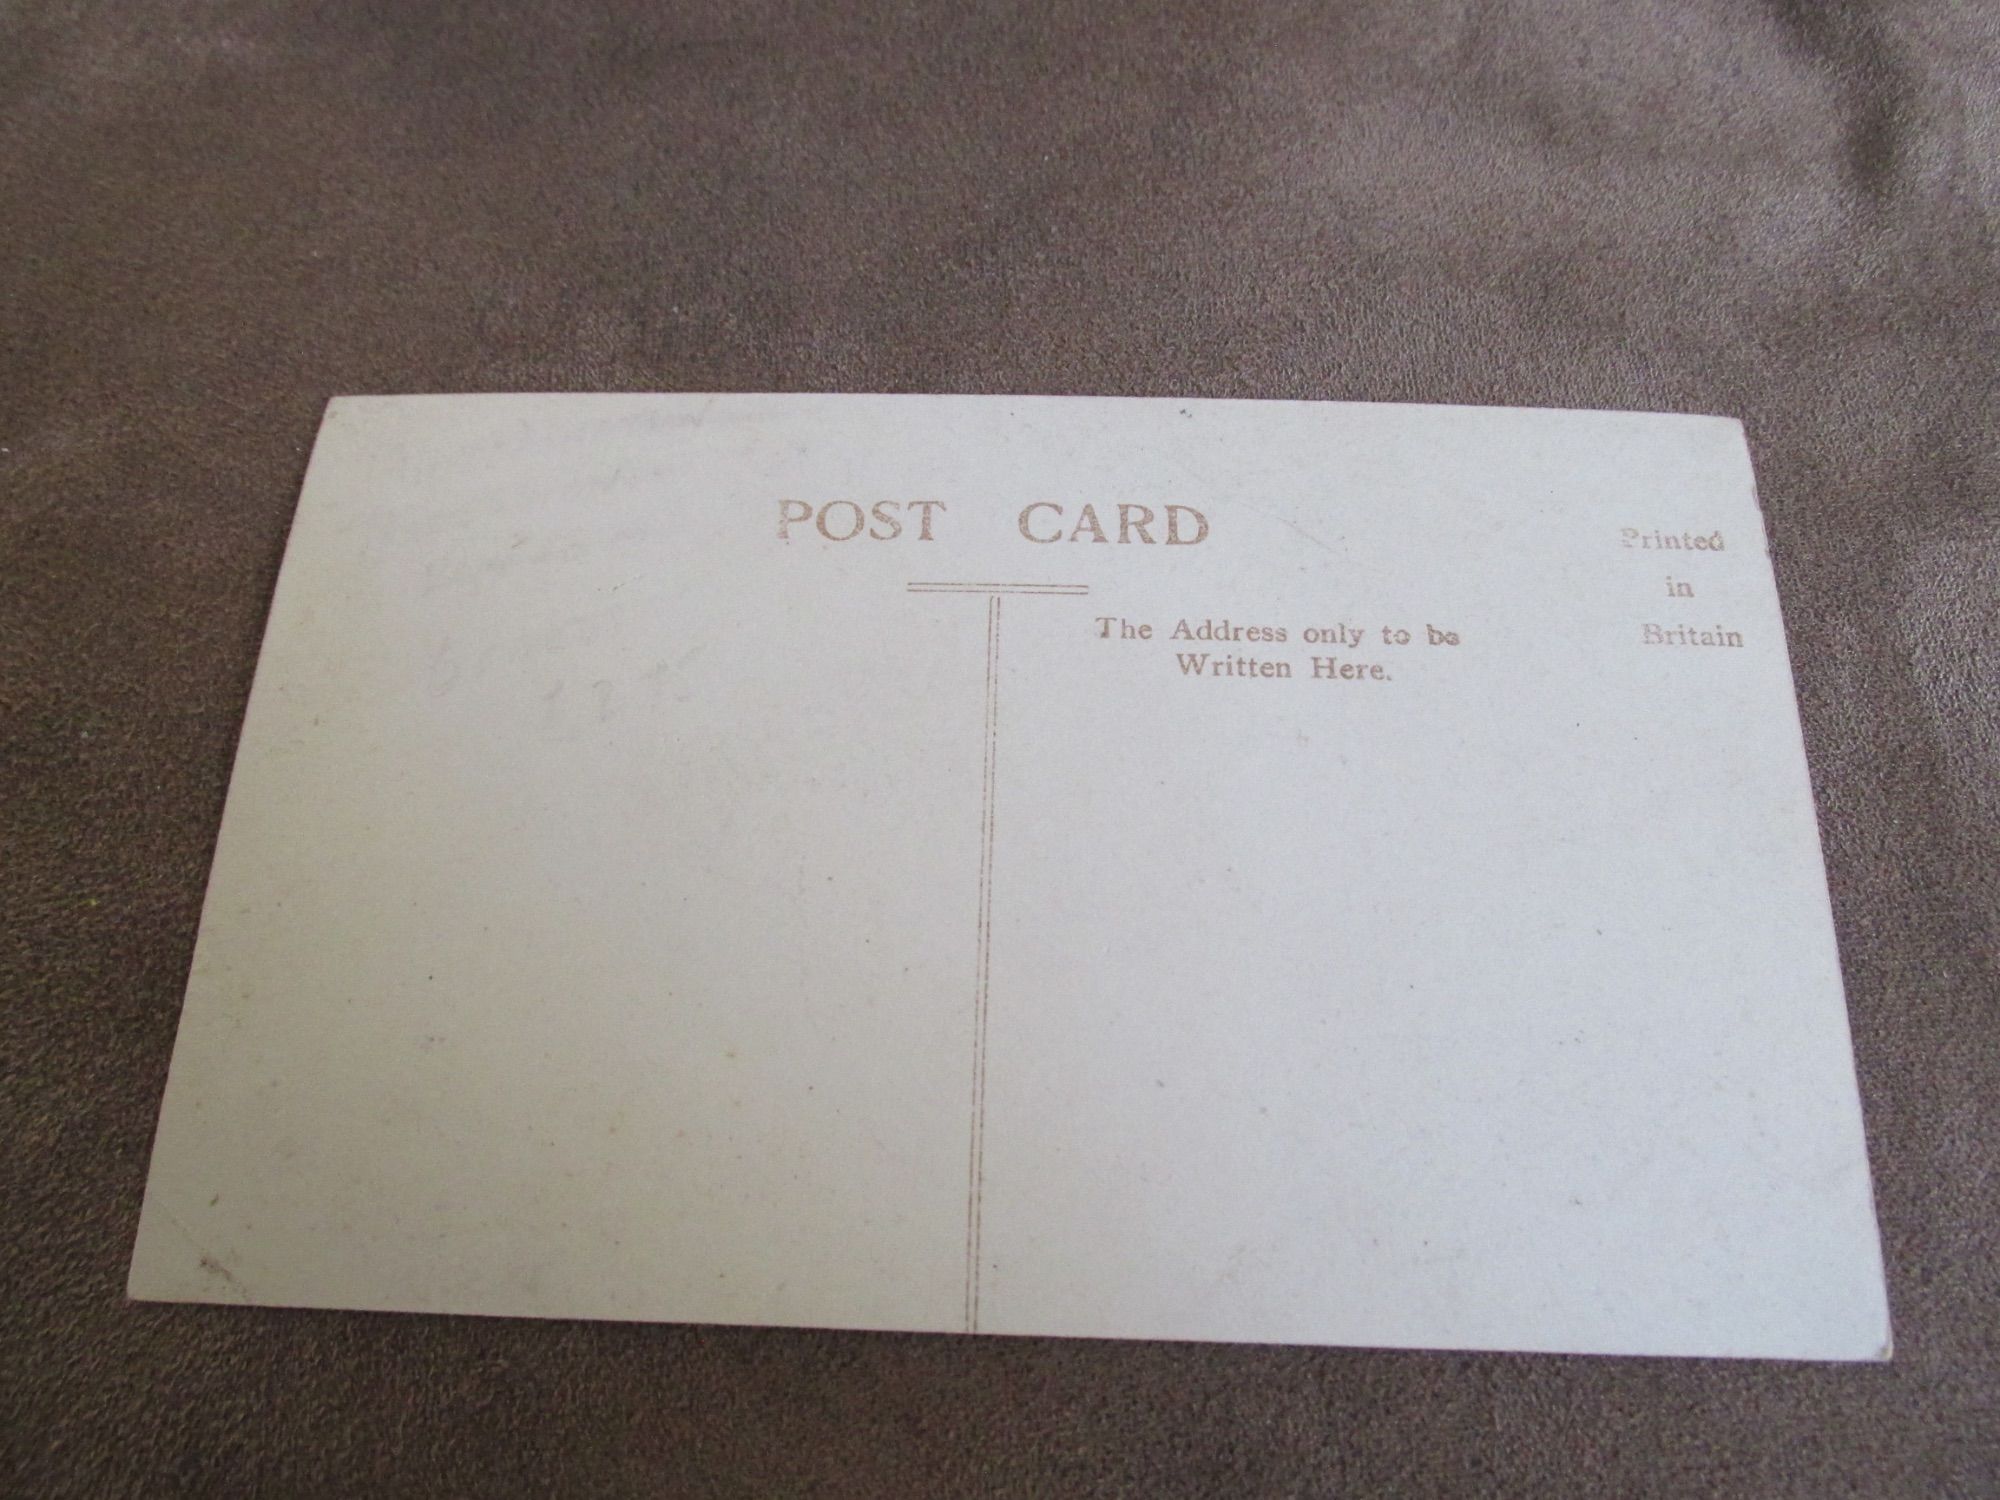 POST CARD
The Address only to be
Written Here.
Printed
in
Britain